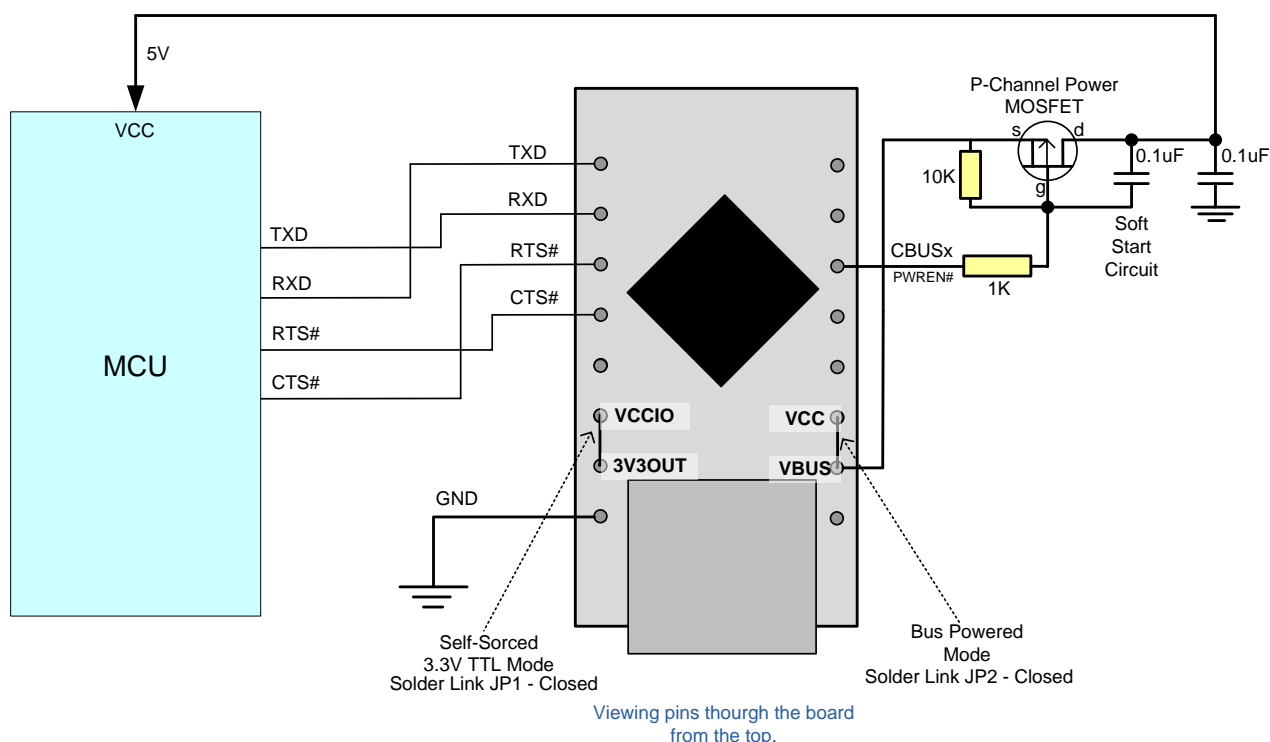 5V
VCC
MCU
TXD
RXD
RTS#
CTS#
TXD
RXD
RTS#
CTS#
VCCIO
3V3OUT
GND
VCC
VBUS
P-Channel Power
MOSFET
s
d
g
10K
0.1uF
0.1uF
Soft
Start
Circuit
CBUSx
PWREN#
1K
Self-Sorced
3.3V TTL Mode
Solder Link JP1 - Closed
Bus Powered
Mode
Solder Link JP2 - Closed
Viewing pins thourgh the board
from the top.